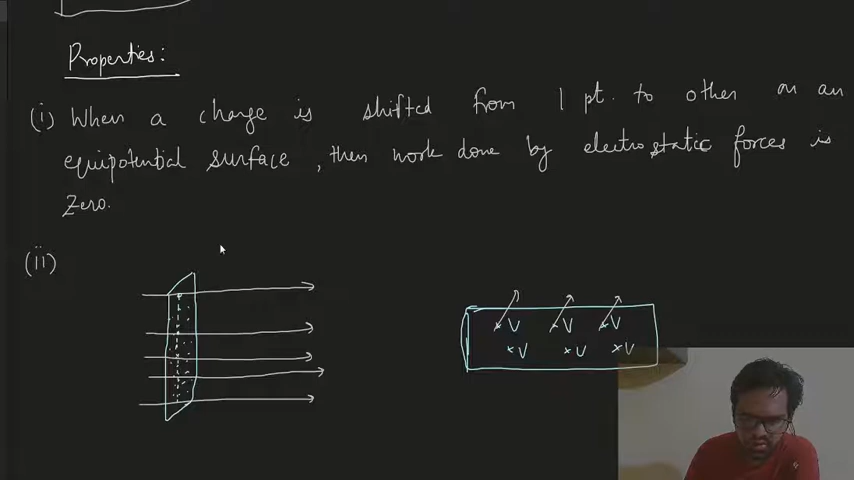 Properties:
(i) When a charge is shifted from 1 pt. to other on an
equipotential surface, then work done by electrostatic forces is
Zero.
(ii)
V V V
V V V